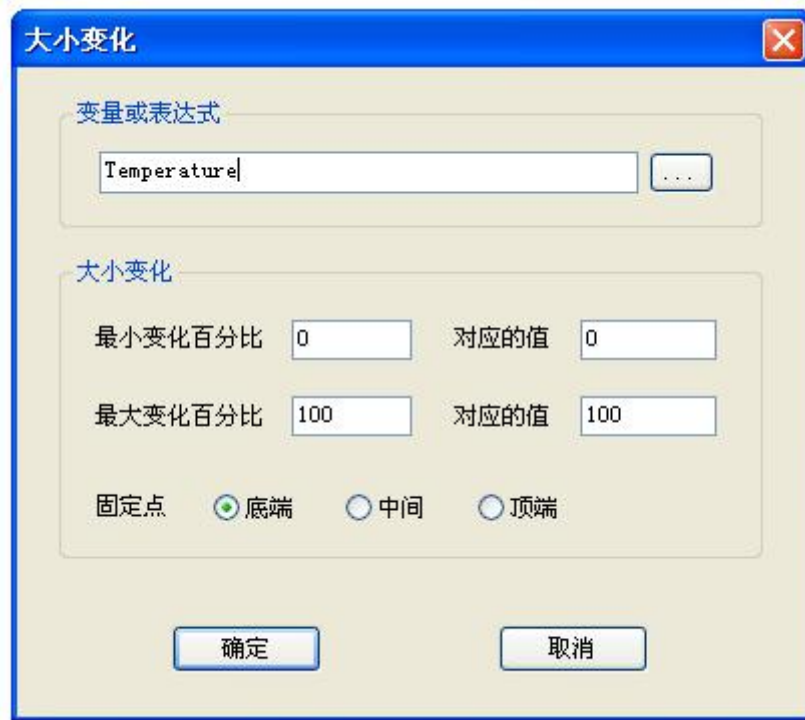 大小变化
变量或表达式
Temperature
...
大小变化
最小变化百分比 0 对应的值 0
最大变化百分比 100 对应的值 100
固定点 底端 中间 顶端
确定 取消